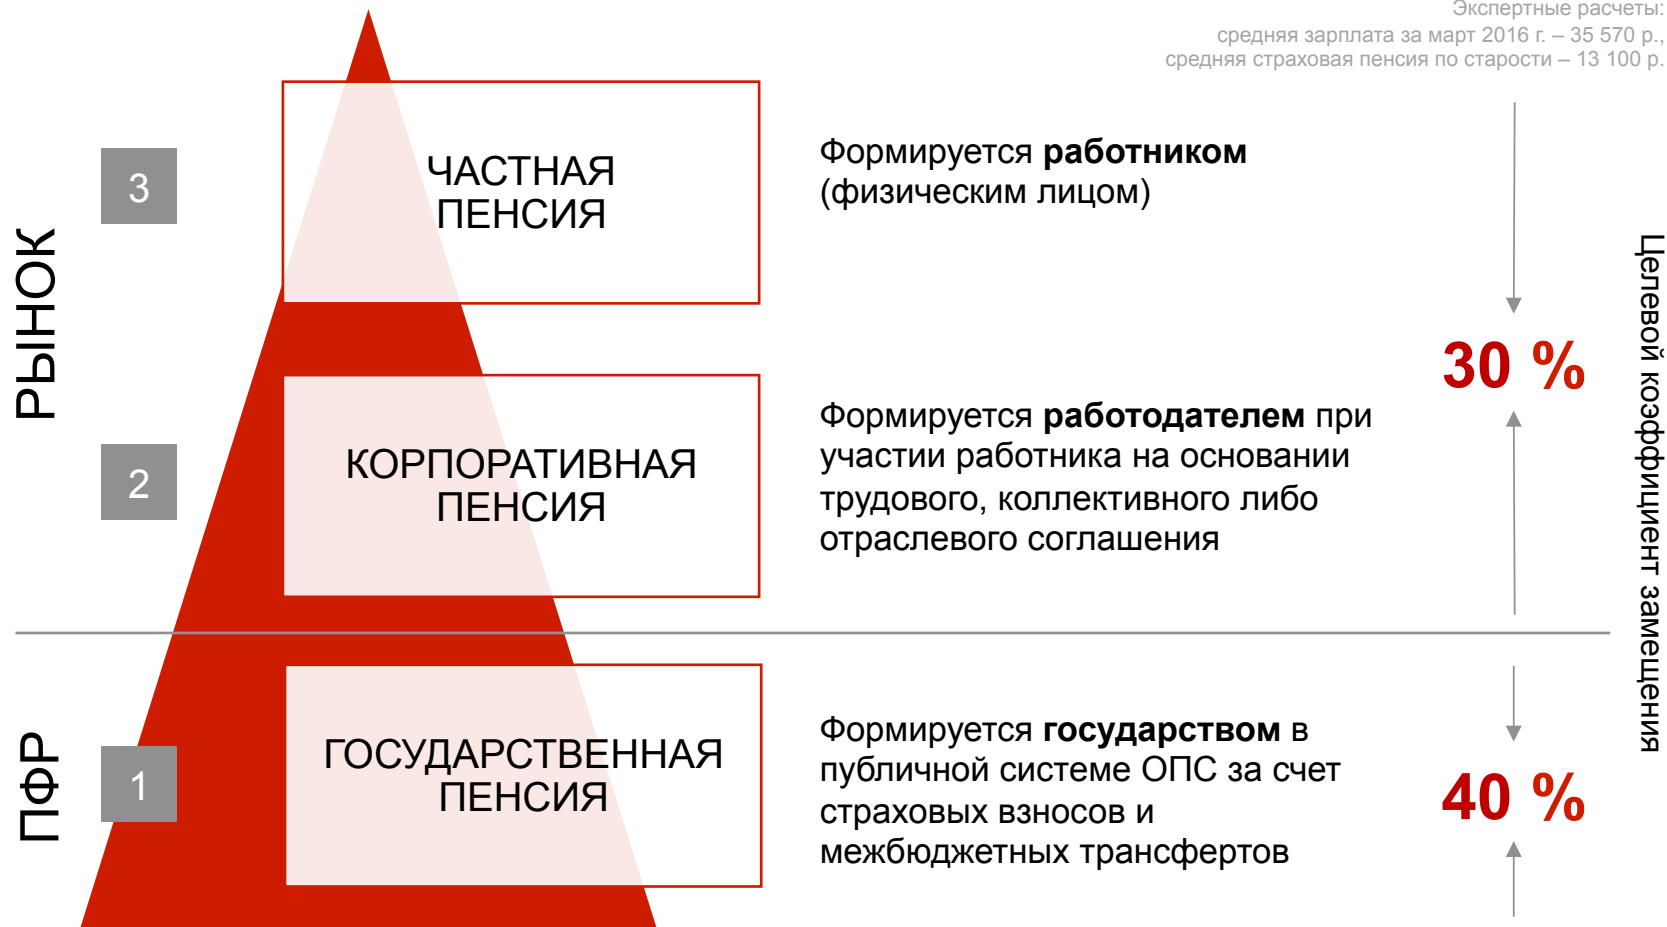 Экспертные расчеты:
средняя зарплата за март 2016 г. – 35 570 р.,
средняя страховая пенсия по старости – 13 100 р.
РЫНОК
3
ЧАСТНАЯ
ПЕНСИЯ
Формируется работником
(физическим лицом)
30 %
2
КОРПОРАТИВНАЯ
ПЕНСИЯ
Формируется работодателем при
участии работника на основании
трудового, коллективного либо
отраслевого соглашения
Целевой коэффициент замещения
ПФР
1
ГОСУДАРСТВЕННАЯ
ПЕНСИЯ
Формируется государством в
публичной системе ОПС за счет
страховых взносов и
межбюджетных трансфертов
40 %